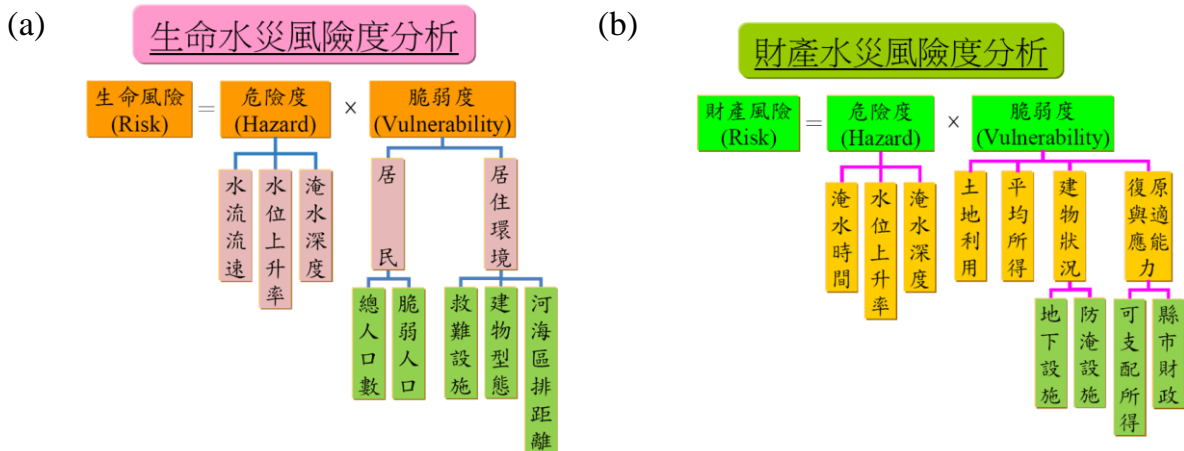 (a)
生命水災風險度分析
生命風險
(Risk)
=
危險度
(Hazard)
×
脆弱度
(Vulnerability)
水流流速
水位上升率
淹水深度
居民
居住環境
總人口數
脆弱人口
救難設施
建物型態
河海區排距離
(b)
財產水災風險度分析
財產風險
(Risk)
=
危險度
(Hazard)
×
脆弱度
(Vulnerability)
淹水時間
水位上升率
淹水深度
土地利用
平均所得
建物狀況
復原與適應能力
地下設施
防淹設施
可支配所得
縣市財政